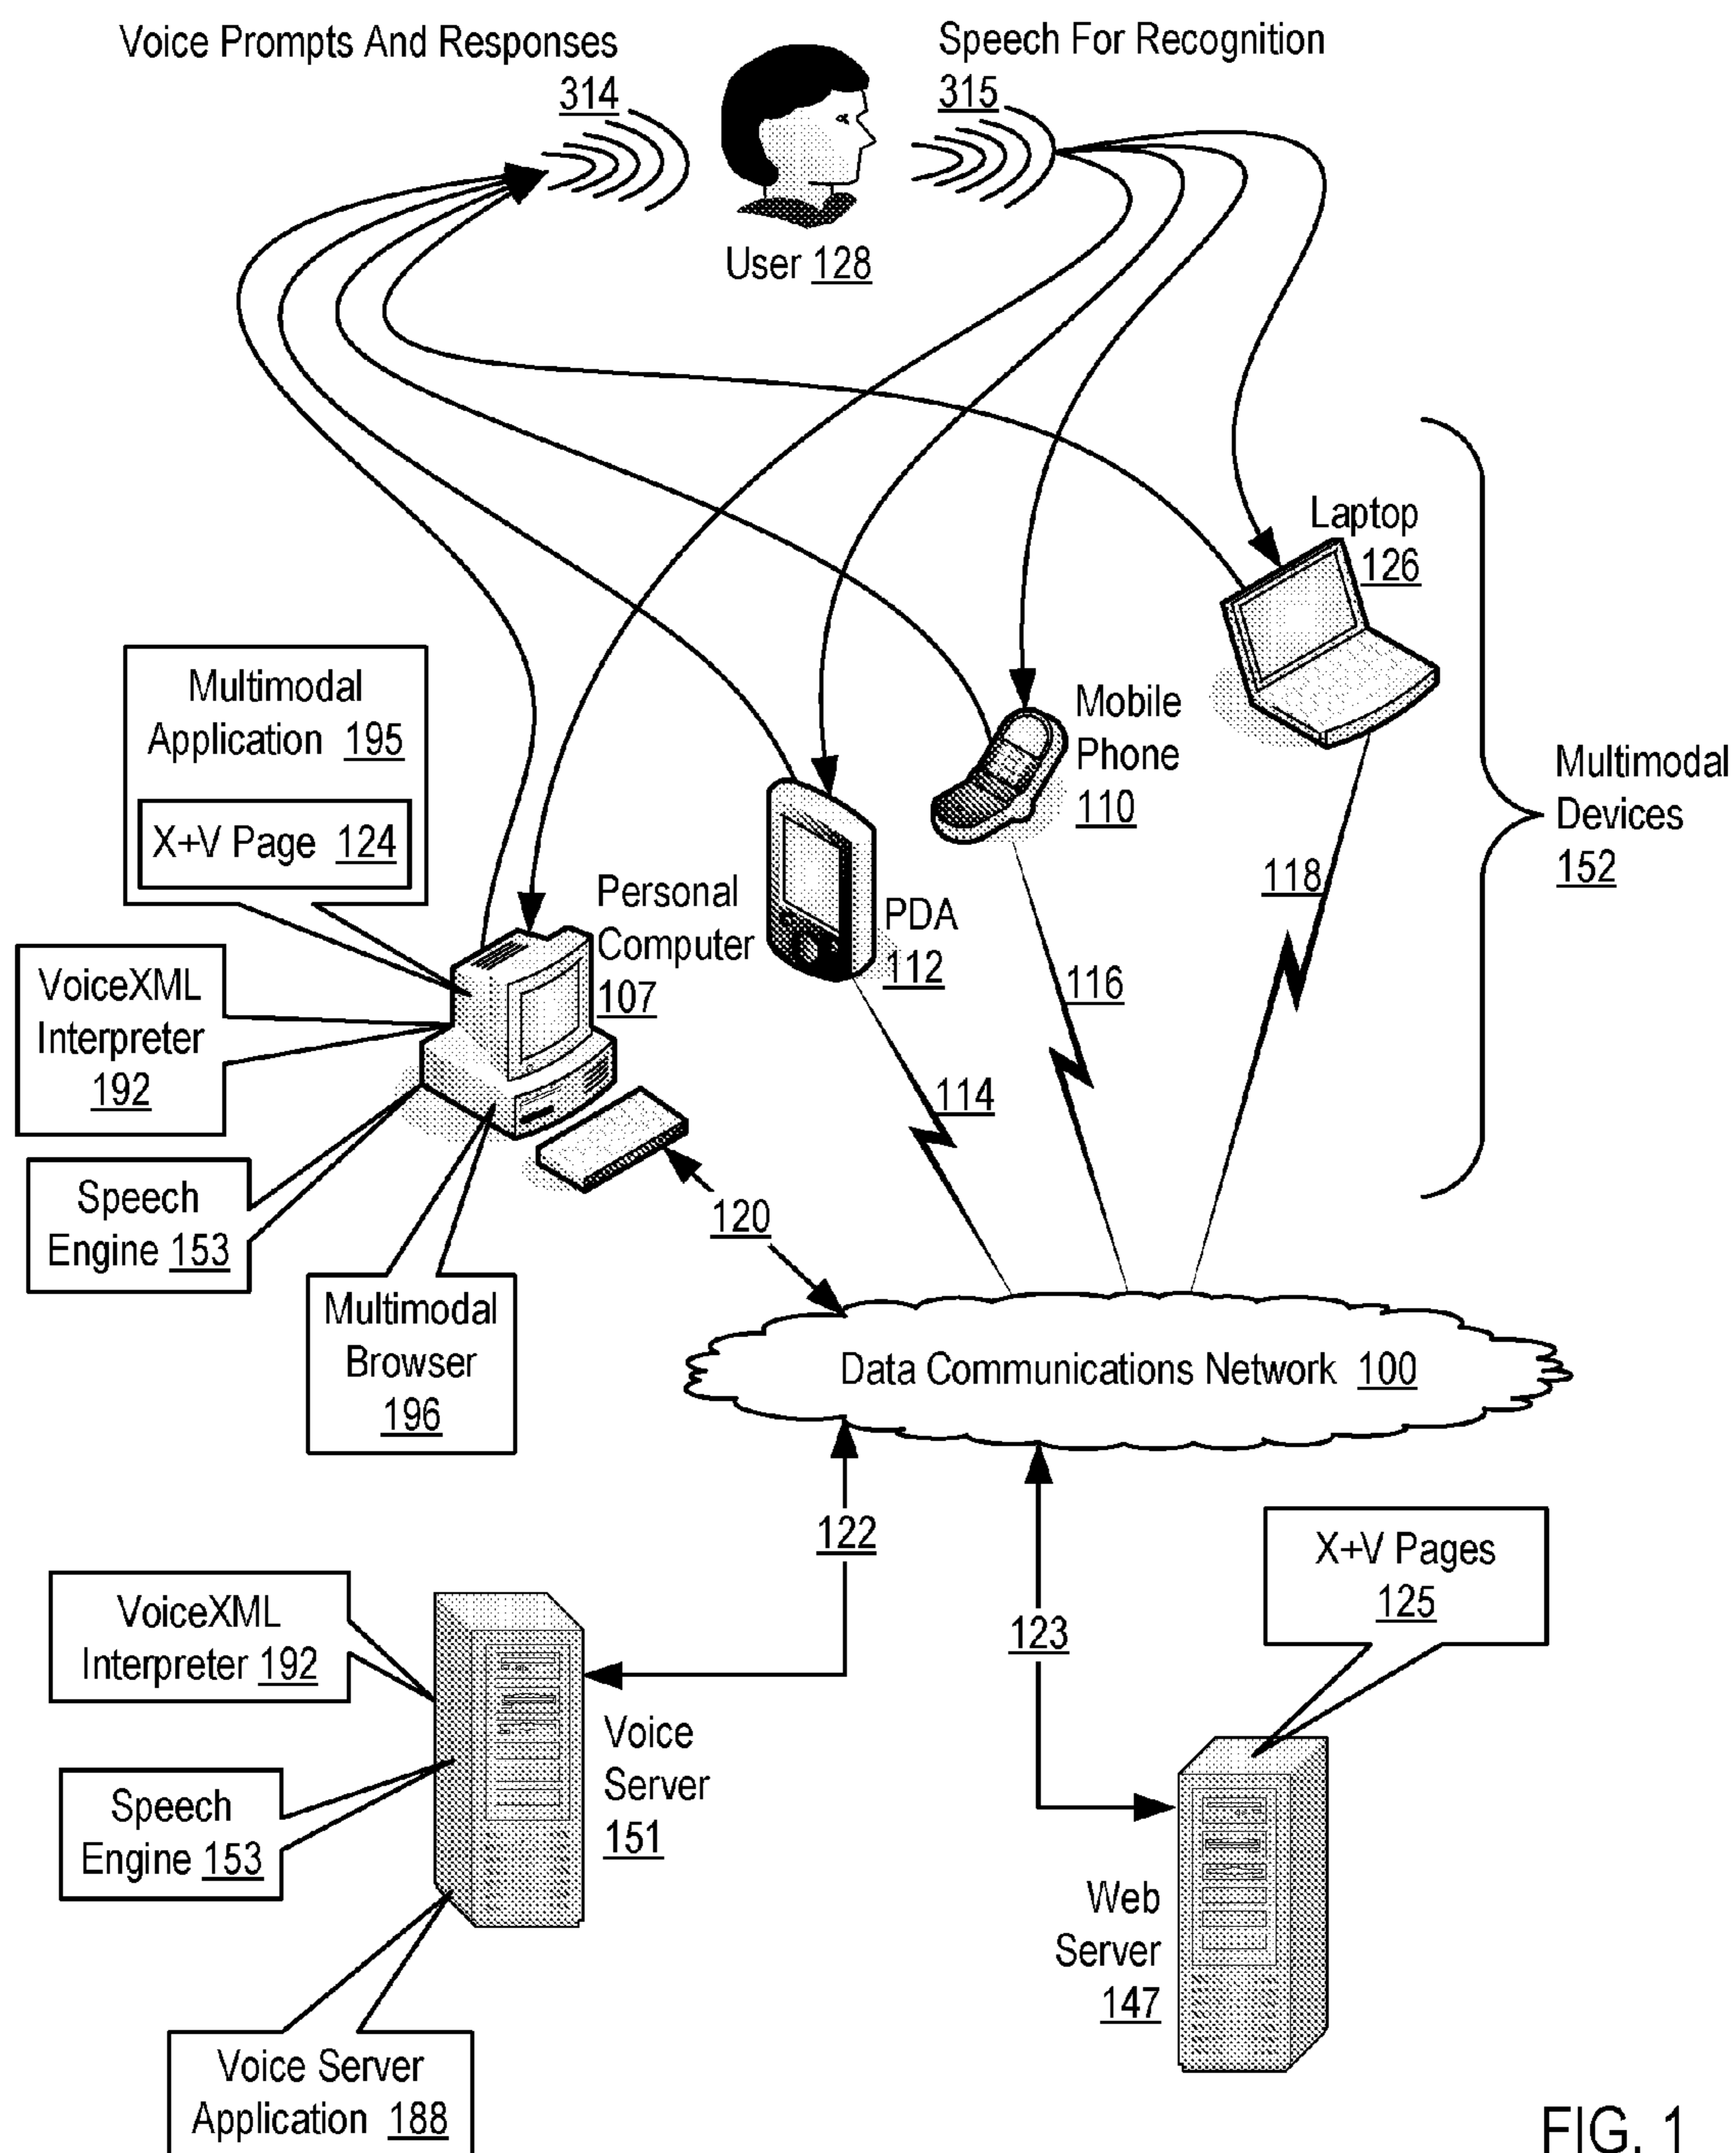 Voice Prompts And Responses
314
Speech For Recognition
315
User 128
Laptop
126
Multimodal
Application 195
X+V Page 124
Mobile
Phone
110
Multimodal
Devices
152
Personal
Computer
107
PDA
112
118
116
114
VoiceXML
Interpreter
192
Speech
Engine 153
120
Multimodal
Browser
196
Data Communications Network 100
122
123
X+V Pages
125
VoiceXML
Interpreter 192
Voice
Server
151
Speech
Engine 153
Web
Server
147
Voice Server
Application 188
FIG. 1